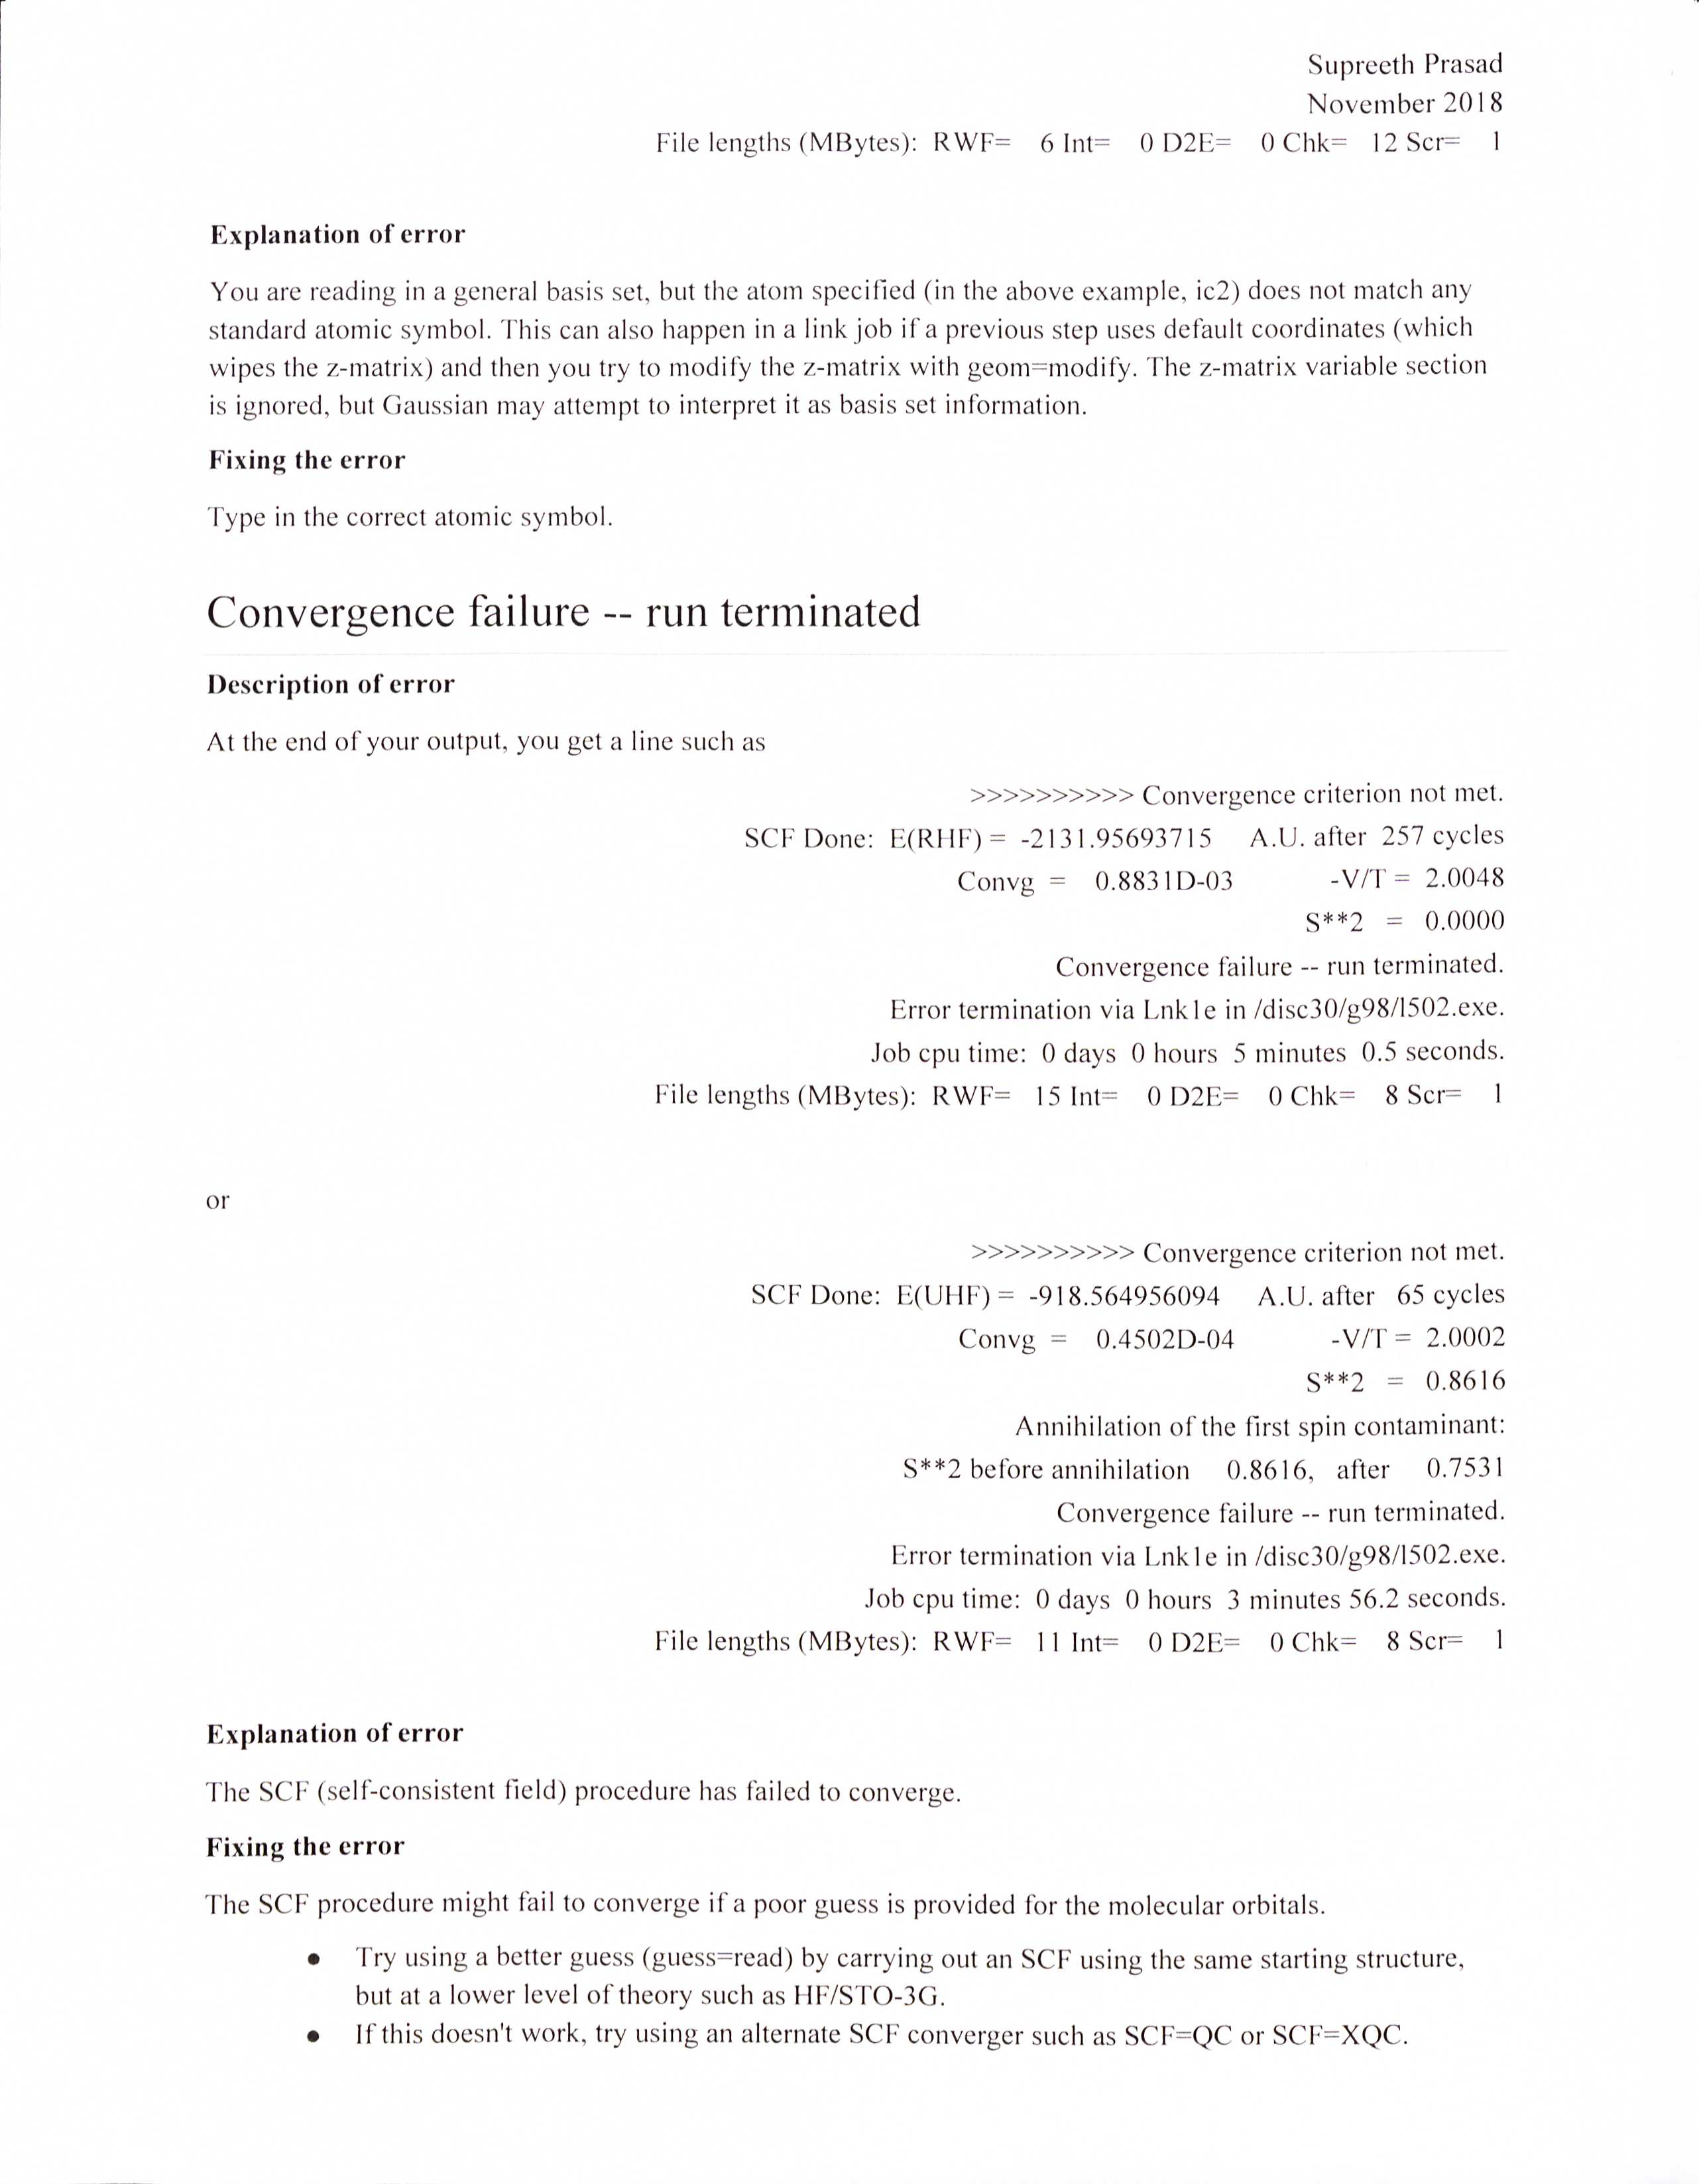 Supreeth Prasad
November 2018
File lengths (MBytes): RWF= 6 Int= 0 D2E= 0 Chk= 12 Scr= 1
Explanation of error
You are reading in a general basis set, but the atom specified (in the above example, ic2) does not match any
standard atomic symbol. This can also happen in a link job if a previous step uses default coordinates (which
wipes the z-matrix) and then you try to modify the z-matrix with geom=modify. The z-matrix variable section
is ignored, but Gaussian may attempt to interpret it as basis set information.
Fixing the error
Type in the correct atomic symbol.
Convergence failure -- run terminated
Description of error
At the end of your output, you get a line such as
>>>>>>>>>> Convergence criterion not met.
SCF Done: E(RHF) = -2131.95693715 A.U. after 257 cycles
Convg = 0.8831D-03 -V/T = 2.0048
S**2 = 0.0000
Convergence failure -- run terminated.
Error termination via Lnk1e in /disc30/g98/l502.exe.
Job cpu time: 0 days 0 hours 5 minutes 0.5 seconds.
File lengths (MBytes): RWF= 15 Int= 0 D2E= 0 Chk= 8 Scr= 1
or
>>>>>>>>>> Convergence criterion not met.
SCF Done: E(UHF) = -918.564956094 A.U. after 65 cycles
Convg = 0.4502D-04 -V/T = 2.0002
S**2 = 0.8616
Annihilation of the first spin contaminant:
S**2 before annihilation 0.8616, after 0.7531
Convergence failure -- run terminated.
Error termination via Lnk1e in /disc30/g98/l502.exe.
Job cpu time: 0 days 0 hours 3 minutes 56.2 seconds.
File lengths (MBytes): RWF= 11 Int= 0 D2E= 0 Chk= 8 Scr= 1
Explanation of error
The SCF (self-consistent field) procedure has failed to converge.
Fixing the error
The SCF procedure might fail to converge if a poor guess is provided for the molecular orbitals.
• Try using a better guess (guess=read) by carrying out an SCF using the same starting structure,
but at a lower level of theory such as HF/STO-3G.
• If this doesn't work, try using an alternate SCF converger such as SCF=QC or SCF=XQC.